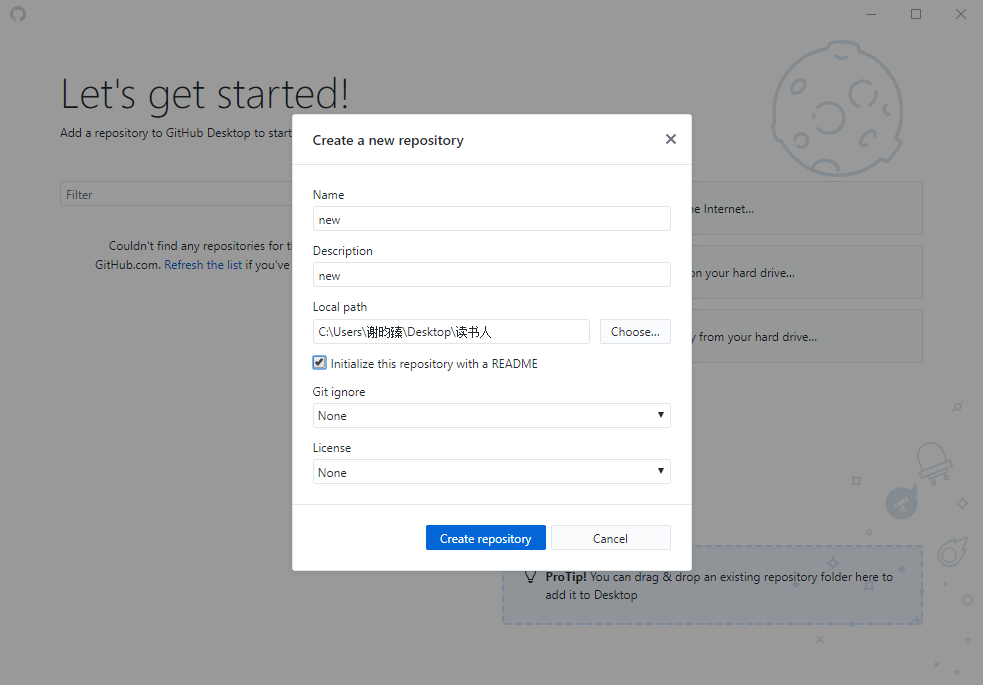 Let's get started!
Add a repository to GitHub Desktop to start
Filter
Couldn't find any repositories for t
GitHub.com. Refresh the list if you've
e Internet...
on your hard drive...
y from your hard drive...
Create a new repository
Name
new
Description
new
Local path
C:\Users\谢昀臻\Desktop\读书人
Choose...
Initialize this repository with a README
Git ignore
None
License
None
Create repository
Cancel
ProTip! You can drag & drop an existing repository folder here to
add it to Desktop